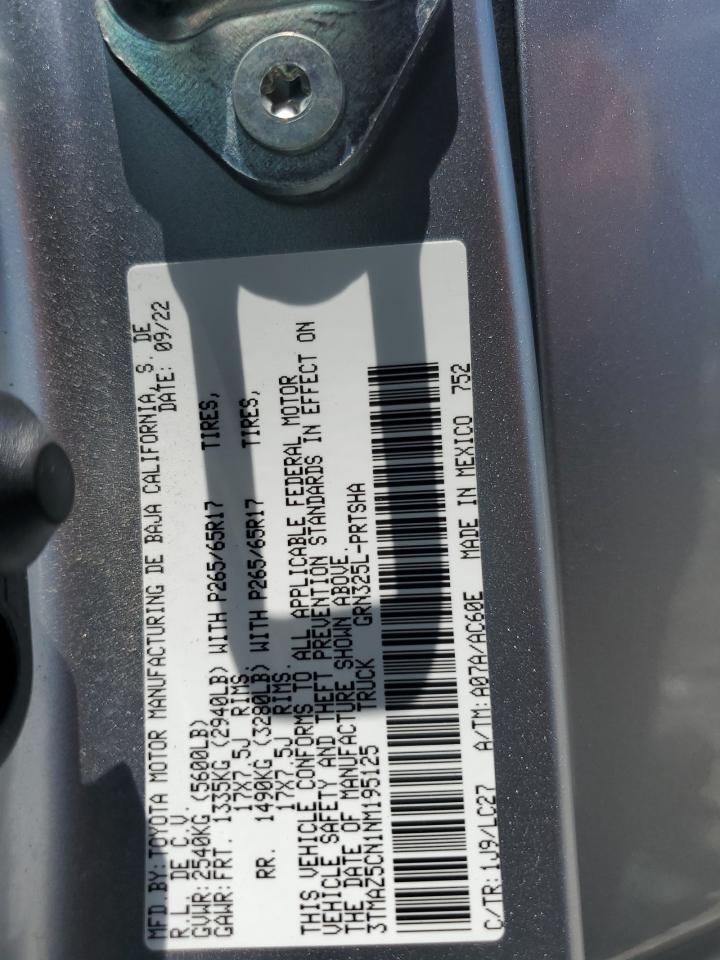 MFD.BY:TOYOTA MOTOR MANUFACTURING DE BAJA CALIFORNIA, S. DE
R.L. DE C.V. DATE: 09/22
GVWR:2540KG (5600LB)
GAWR:FRT. 1335KG (2940LB) WITH P265/65R17 TIRES,
17X7.5J RIMS.
RR. 1490KG (3280LB) WITH P265/65R17 TIRES,
17X7.5J RIMS.
THIS VEHICLE CONFORMS TO ALL APPLICABLE FEDERAL MOTOR
VEHICLE SAFETY AND THEFT PREVENTION STANDARDS IN EFFECT ON
THE DATE OF MANUFACTURE SHOWN ABOVE.
3TMAZ5CN1NM195125 TRUCK GRN325L-PRTSHA
C/TR:1J9/LC27 A/TM:A07A/AC60E MADE IN MEXICO 752